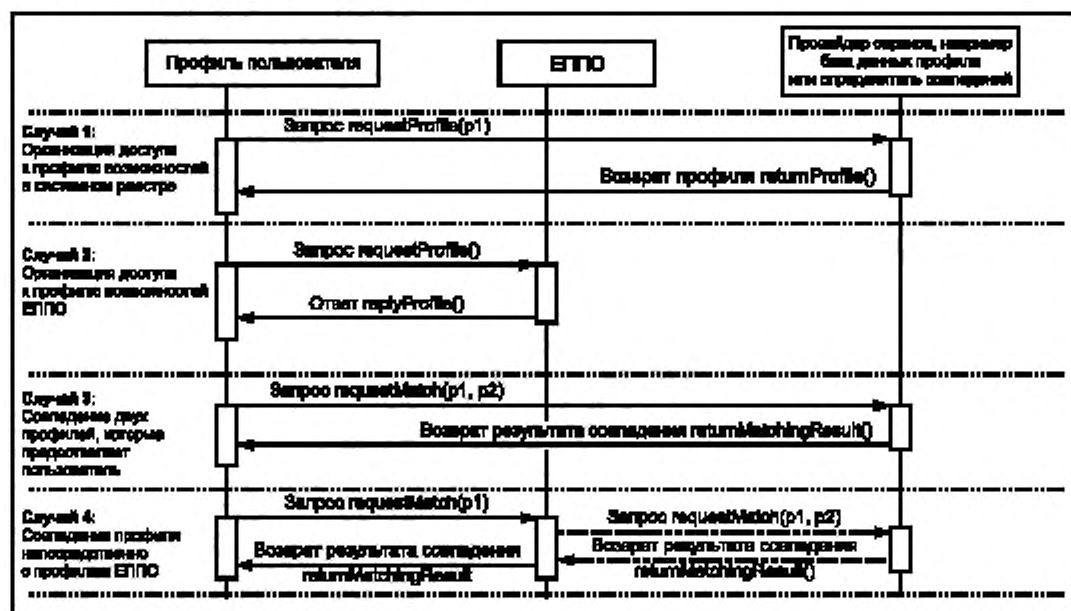 Профиль пользователя
ЕППО
Провайдер сервиса, например
база данных профиля
или определитель совпадений
Случай 1:
Организация доступа
к профилю возможностей
в системном реестре
Запрос requestProfile(p1)
Возврат профиля returnProfile()
Случай 2:
Организация доступа
к профилю возможностей
ЕППО
Запрос requestProfile()
Ответ replyProfile()
Случай 3:
Совпадение двух
профилей, которые
предоставляет
пользователь
Запрос requestMatch(p1, p2)
Возврат результата совпадения returnMatchingResult()
Случай 4:
Совпадение профиля
непосредственно
с профилем ЕППО
Запрос requestMatch(p1)
Возврат результата совпадения
returnMatchingResult
Запрос requestMatch(p1, p2)
Возврат результата совпадения
returnMatchingResult()